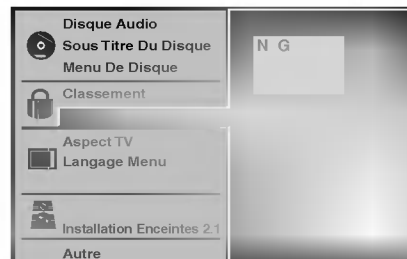 Disque Audio
Sous Titre Du Disque
Menu De Disque
Classement
Aspect TV
Langage Menu
Installation Enceintes 2.1
Autre
N G